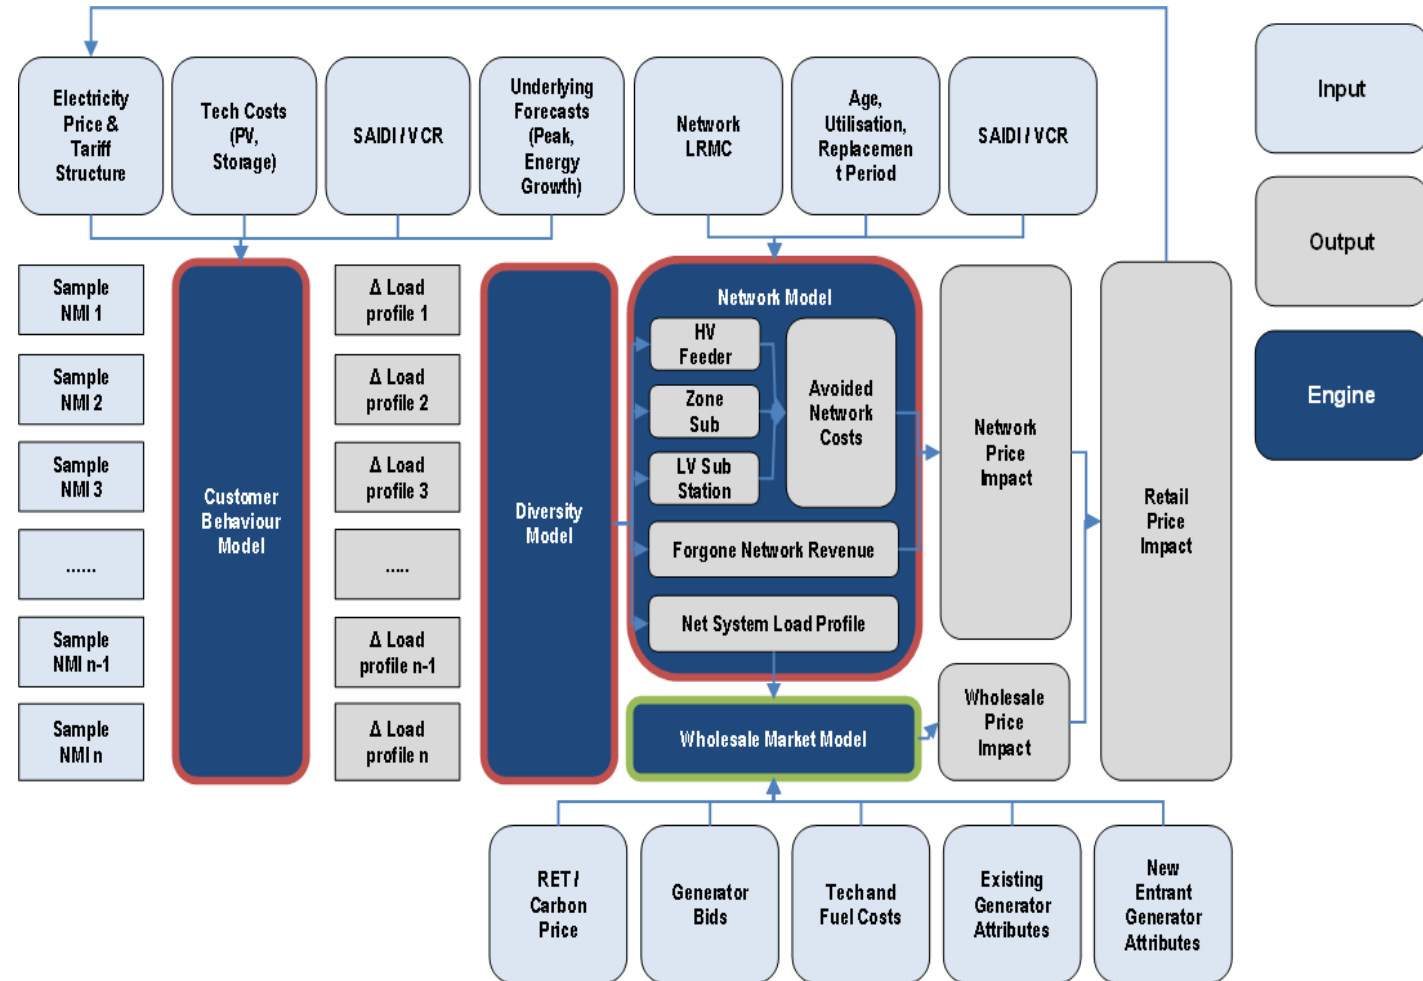 Electricity
Price &
Tariff
Structure
Tech Costs
(PV,
Storage)
SAIDI / VCR
Underlying
Forecasts
(Peak,
Energy
Growth)
Network
LRMC
Age,
Utilisation,
Replacemen
t Period
SAIDI / VCR
Input
Output
Engine
Sample
NMI 1
Sample
NMI 2
Sample
NMI 3
......
Sample
NMI n-1
Sample
NMI n
Customer
Behaviour
Model
Δ Load
profile 1
Δ Load
profile 2
Δ Load
profile 3
.....
Δ Load
profile n-1
Δ Load
profile n
Diversity
Model
Network Model
HV
Feeder
Zone
Sub
LV Sub
Station
Avoided
Network
Costs
Forgone Network Revenue
Net System Load Profile
Wholesale Market Model
Network
Price
Impact
Wholesale
Price
Impact
Retail
Price
Impact
RET /
Carbon
Price
Generator
Bids
Tech and
Fuel Costs
Existing
Generator
Attributes
New
Entrant
Generator
Attributes